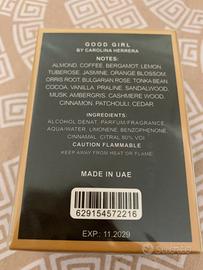 GOOD GIRL
BY CAROLINA HERRERA
NOTES:
ALMOND, COFFEE, BERGAMOT, LEMON
TUBEROSE, JASMINE, ORANGE BLOSSOM,
ORRIS ROOT, BULGARIAN ROSE, TONKA BEAN
COCOA, VANILLA, PRALINE, SANDALWOOD,
MUSK, AMBERGRIS, CASHMERE WOOD,
CINNAMON, PATCHOULI, CEDAR
INGREDIENTS:
ALCOHOL DENAT, PARFUM/FRAGRANCE,
AQUA/WATER, LIMONENE, BENZOPHENONE
CINNAMAL, CITRAL 80% VOL
CAUTION FLAMMABLE
KEEP AWAY FROM HEAT OR FLAME
MADE IN UAE
629154572216
EXP: 11.2029
subito